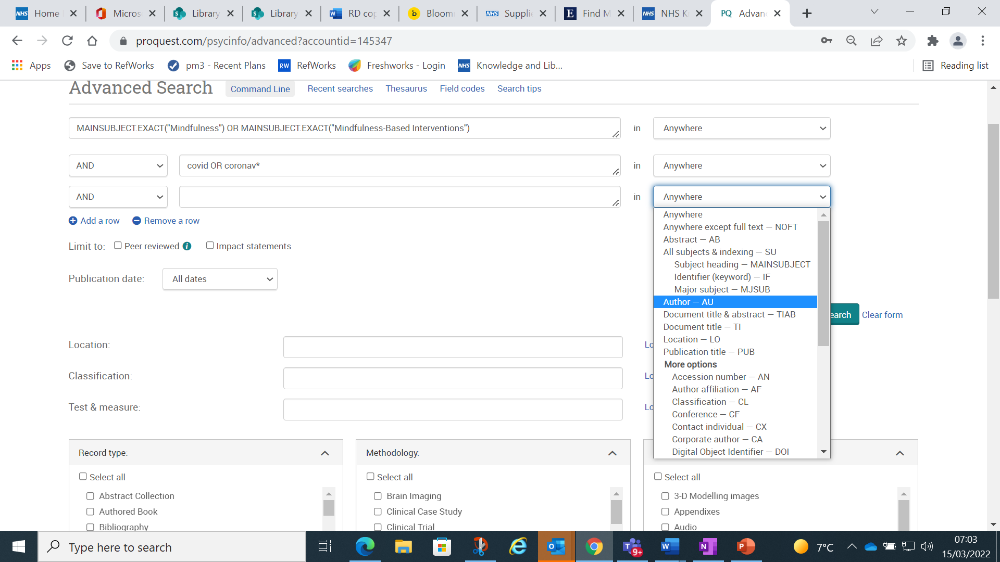 NHS Home
Micros
S Library
S Library
W RD cop
b Bloom
NHS Supplie
E Find M
NHS NHS K
PQ Advan
proquest.com/psycinfo/advanced?accountid=145347
Apps
Save to RefWorks
pm3 - Recent Plans
RW RefWorks
Freshworks - Login
NHS Knowledge and Lib...
Reading list
Advanced Search
Command Line
Recent searches
Thesaurus
Field codes
Search tips
MAINSUBJECT.EXACT("Mindfulness") OR MAINSUBJECT.EXACT("Mindfulness-Based Interventions")
in
Anywhere
AND
covid OR coronav*
in
Anywhere
AND
in
Anywhere
Anywhere
Anywhere except full text — NOFT
Abstract — AB
All subjects & indexing — SU
Subject heading — MAINSUBJECT
Identifier (keyword) — IF
Major subject — MJSUB
Author — AU
Document title & abstract — TIAB
Document title — TI
Location — LO
Publication title — PUB
More options
Accession number — AN
Author affiliation — AF
Classification — CL
Conference — CF
Contact individual — CX
Corporate author — CA
Digital Object Identifier — DOI
Add a row
Remove a row
Limit to:
Peer reviewed i
Impact statements
Publication date:
All dates
earch
Clear form
Location:
Lo
Classification:
Lo
Test & measure:
Lo
Record type:
Select all
Abstract Collection
Authored Book
Bibliography
Methodology:
Select all
Brain Imaging
Clinical Case Study
Clinical Trial
Select all
3-D Modelling images
Appendixes
Audio
Type here to search
9+
7°C
07:03
15/03/2022